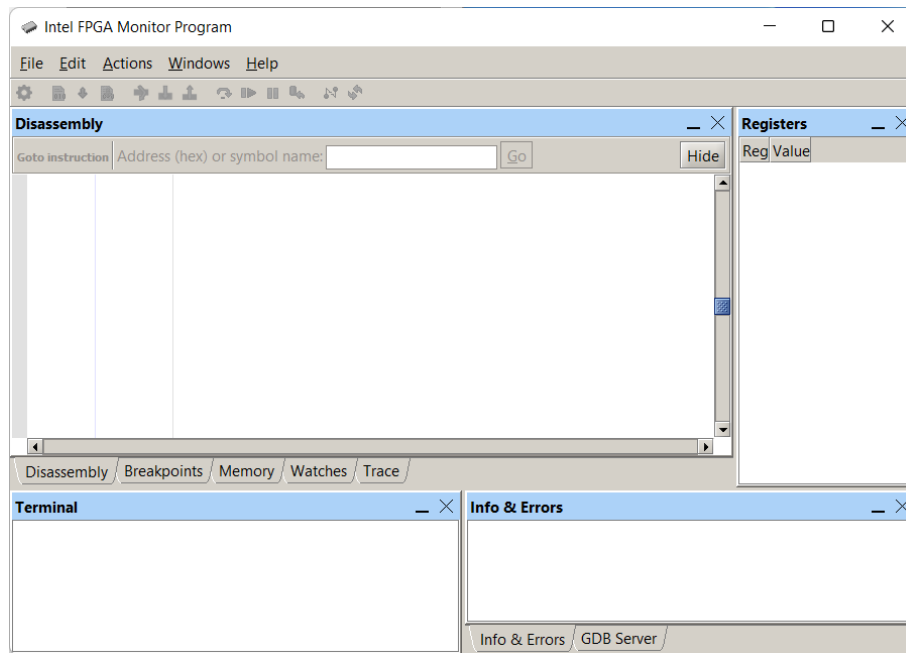 Intel FPGA Monitor Program
File Edit Actions Windows Help
Disassembly
Goto instruction Address (hex) or symbol name: Go Hide
Registers
Reg Value
Disassembly Breakpoints Memory Watches Trace
Terminal
Info & Errors
Info & Errors GDB Server